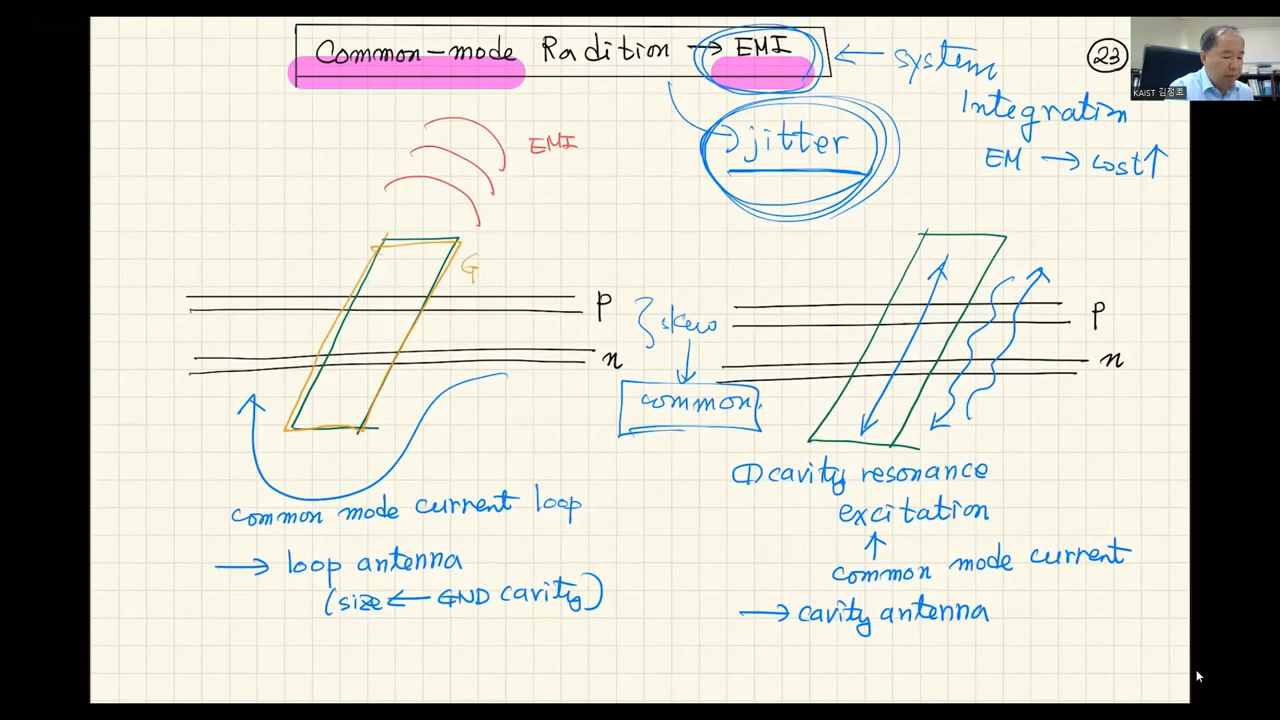 Common-mode Radition → EMI
← system
Integration
EM → cost↑
23
KAIST 김정호
jitter
EMI
G
P
n
skew
common
P
n
common mode current loop
→ loop antenna
(size ← GND cavity)
① cavity resonance
excitation
↑
common mode current
→ cavity antenna